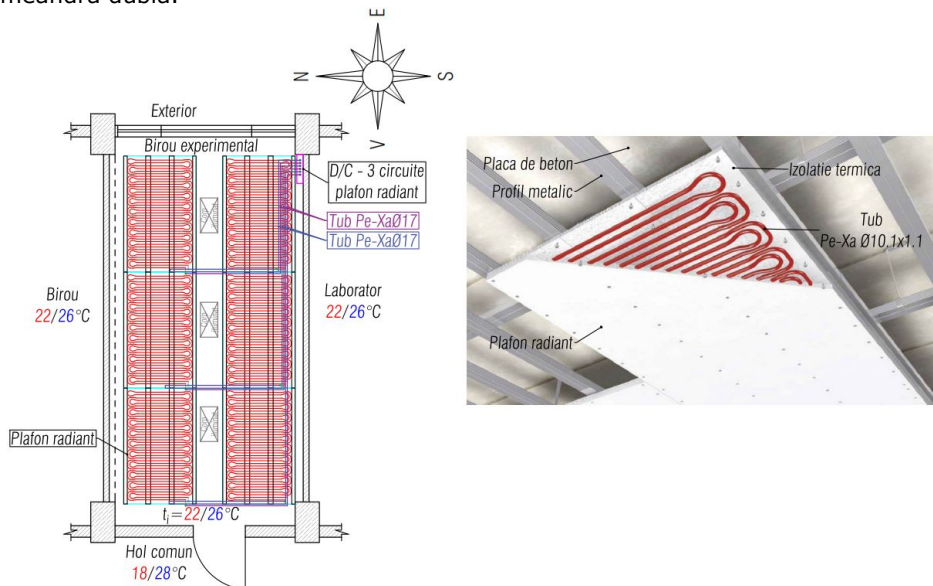 meandră dublă.
E
N
S
V
Exterior
Birou experimental
D/C - 3 circuite
plafon radiant
Tub Pe-XaØ17
Tub Pe-XaØ17
Birou
22/26°C
Laborator
22/26°C
Plafon radiant
tᵢ=22/26°C
Hol comun
18/28°C
Placa de beton
Profil metalic
Izolatie termica
Tub
Pe-Xa Ø10.1x1.1
Plafon radiant